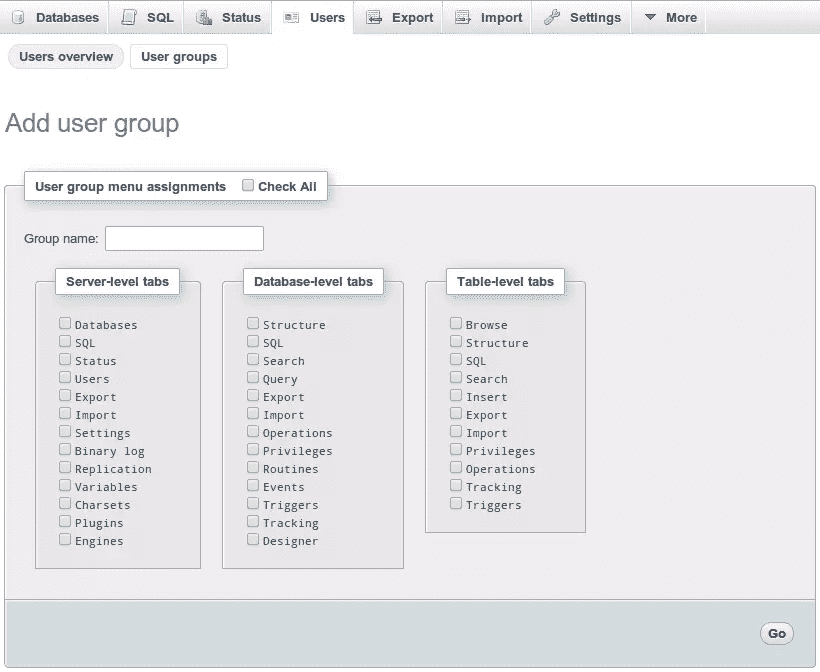 Databases SQL Status Users Export Import Settings More
Users overview User groups
Add user group
User group menu assignments Check All
Group name:
Server-level tabs
Databases
SQL
Status
Users
Export
Import
Settings
Binary log
Replication
Variables
Charsets
Plugins
Engines
Database-level tabs
Structure
SQL
Search
Query
Export
Import
Operations
Privileges
Routines
Events
Triggers
Tracking
Designer
Table-level tabs
Browse
Structure
SQL
Search
Insert
Export
Import
Privileges
Operations
Tracking
Triggers
Go